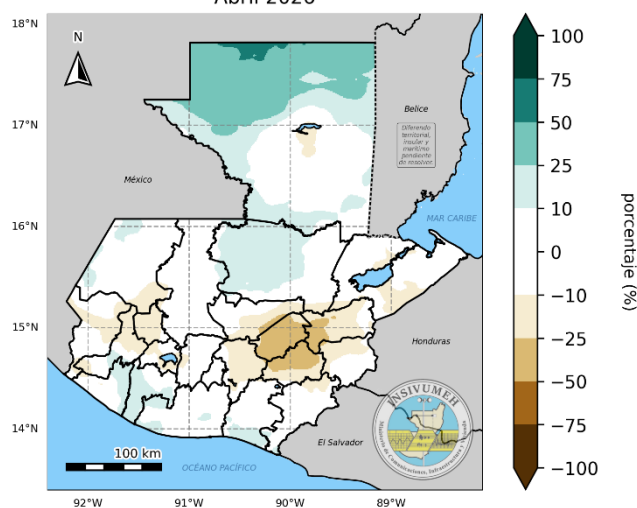 Abril 2026
18°N
17°N
16°N
15°N
14°N
92°W
91°W
90°W
89°W
N
México
Belice
Diferendo
territorial,
insular y
marítimo
pendiente
de resolver.
MAR CARIBE
Honduras
El Salvador
OCÉANO PACÍFICO
100 km
INSIVUMEH
100
75
50
25
10
0
−10
−25
−50
−75
−100
porcentaje (%)